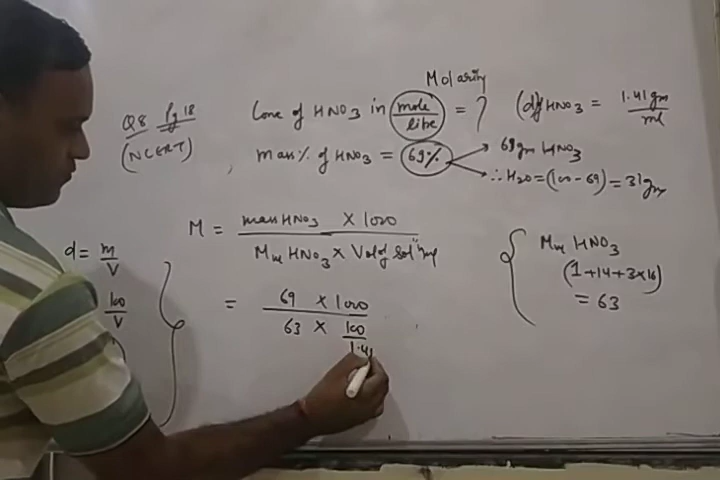 Molarity
Q8 Pg 18
(NCERT)
Conc of HNO3 in mole/litre = ?
(d) HNO3 = 1.41 gm/ml
mass% of HNO3 = 69%
69 gm HNO3
∴ H2O = (100 - 69) = 31 gm
M = mass HNO3 × 1000
Mw HNO3 × Vol of Sol
d = m/V
100/V
= 69 × 1000
63 × 100
1.41
Mw HNO3
(1+14+3×16)
= 63